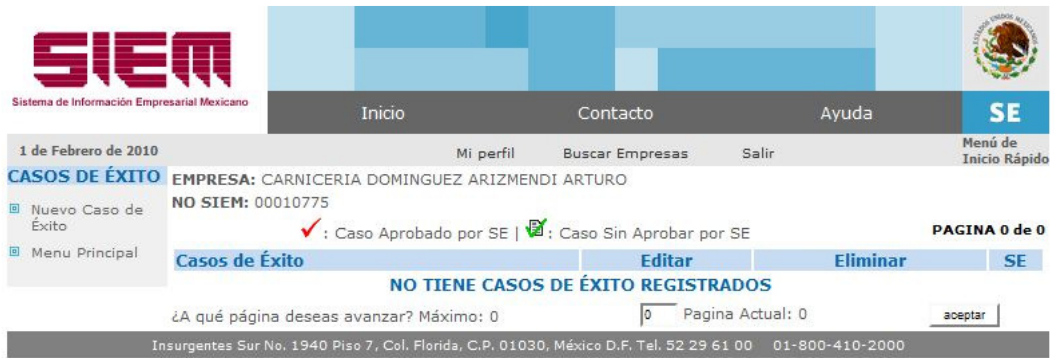 SIEM
Sistema de Información Empresarial Mexicano
ESTADOS UNIDOS MEXICANOS
Inicio Contacto Ayuda SE
1 de Febrero de 2010 Mi perfil Buscar Empresas Salir Menú de Inicio Rápido
CASOS DE ÉXITO
Nuevo Caso de Éxito
Menu Principal
EMPRESA: CARNICERIA DOMINGUEZ ARIZMENDI ARTURO
NO SIEM: 00010775
: Caso Aprobado por SE | : Caso Sin Aprobar por SE PAGINA 0 de 0
Casos de Éxito Editar Eliminar SE
NO TIENE CASOS DE ÉXITO REGISTRADOS
¿A qué página deseas avanzar? Máximo: 0 0 Pagina Actual: 0 aceptar
Insurgentes Sur No. 1940 Piso 7, Col. Florida, C.P. 01030, México D.F. Tel. 52 29 61 00 01-800-410-2000